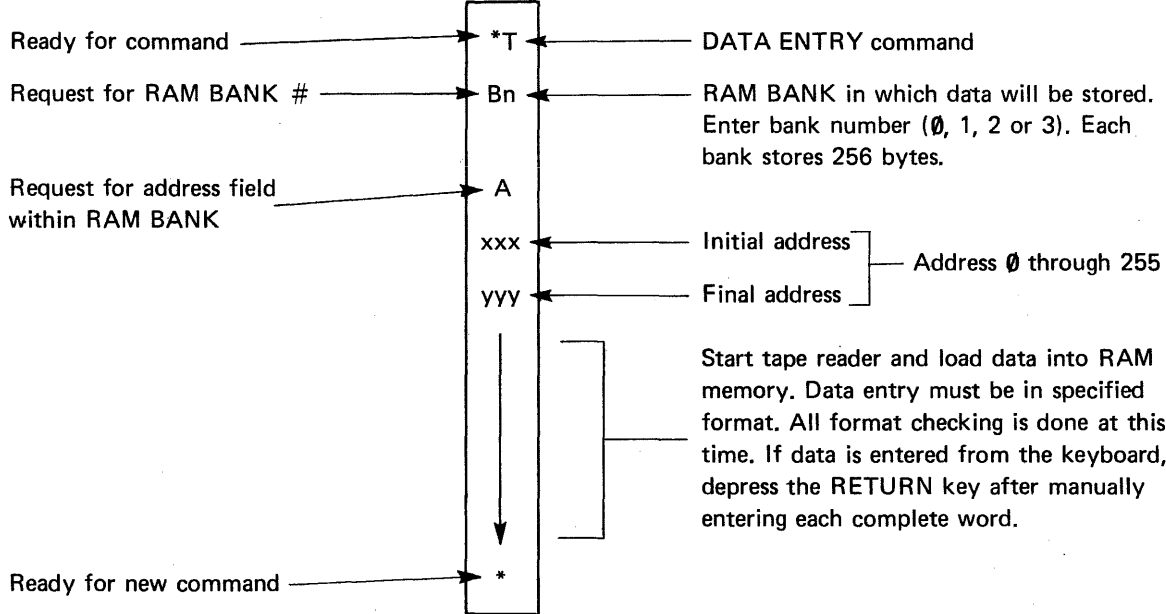 Ready for command
*T
DATA ENTRY command
Request for RAM BANK #
Bn
RAM BANK in which data will be stored.
Enter bank number (Ø, 1, 2 or 3). Each
bank stores 256 bytes.
Request for address field
within RAM BANK
A
xxx
Initial address
Address Ø through 255
yyy
Final address
Start tape reader and load data into RAM
memory. Data entry must be in specified
format. All format checking is done at this
time. If data is entered from the keyboard,
depress the RETURN key after manually
entering each complete word.
Ready for new command
*